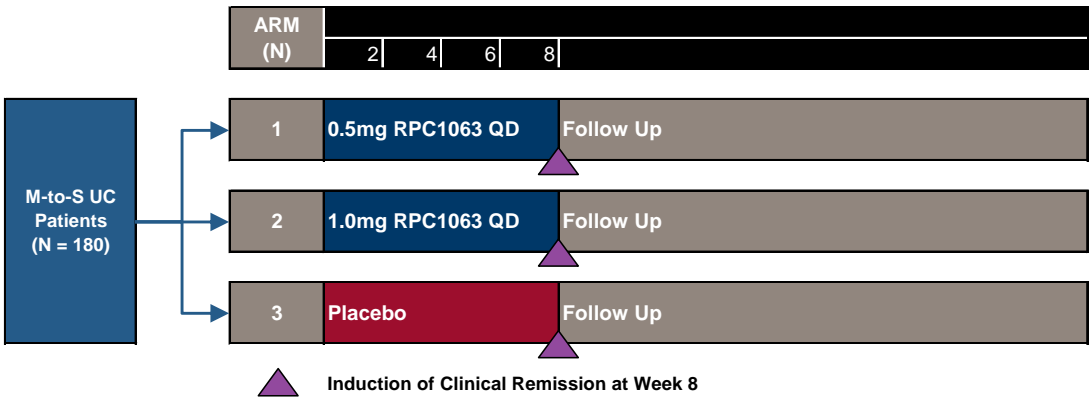 ARM
(N)
2 4 6 8
1 0.5mg RPC1063 QD Follow Up
M-to-S UC
Patients
(N = 180)
2 1.0mg RPC1063 QD Follow Up
3 Placebo Follow Up
Induction of Clinical Remission at Week 8